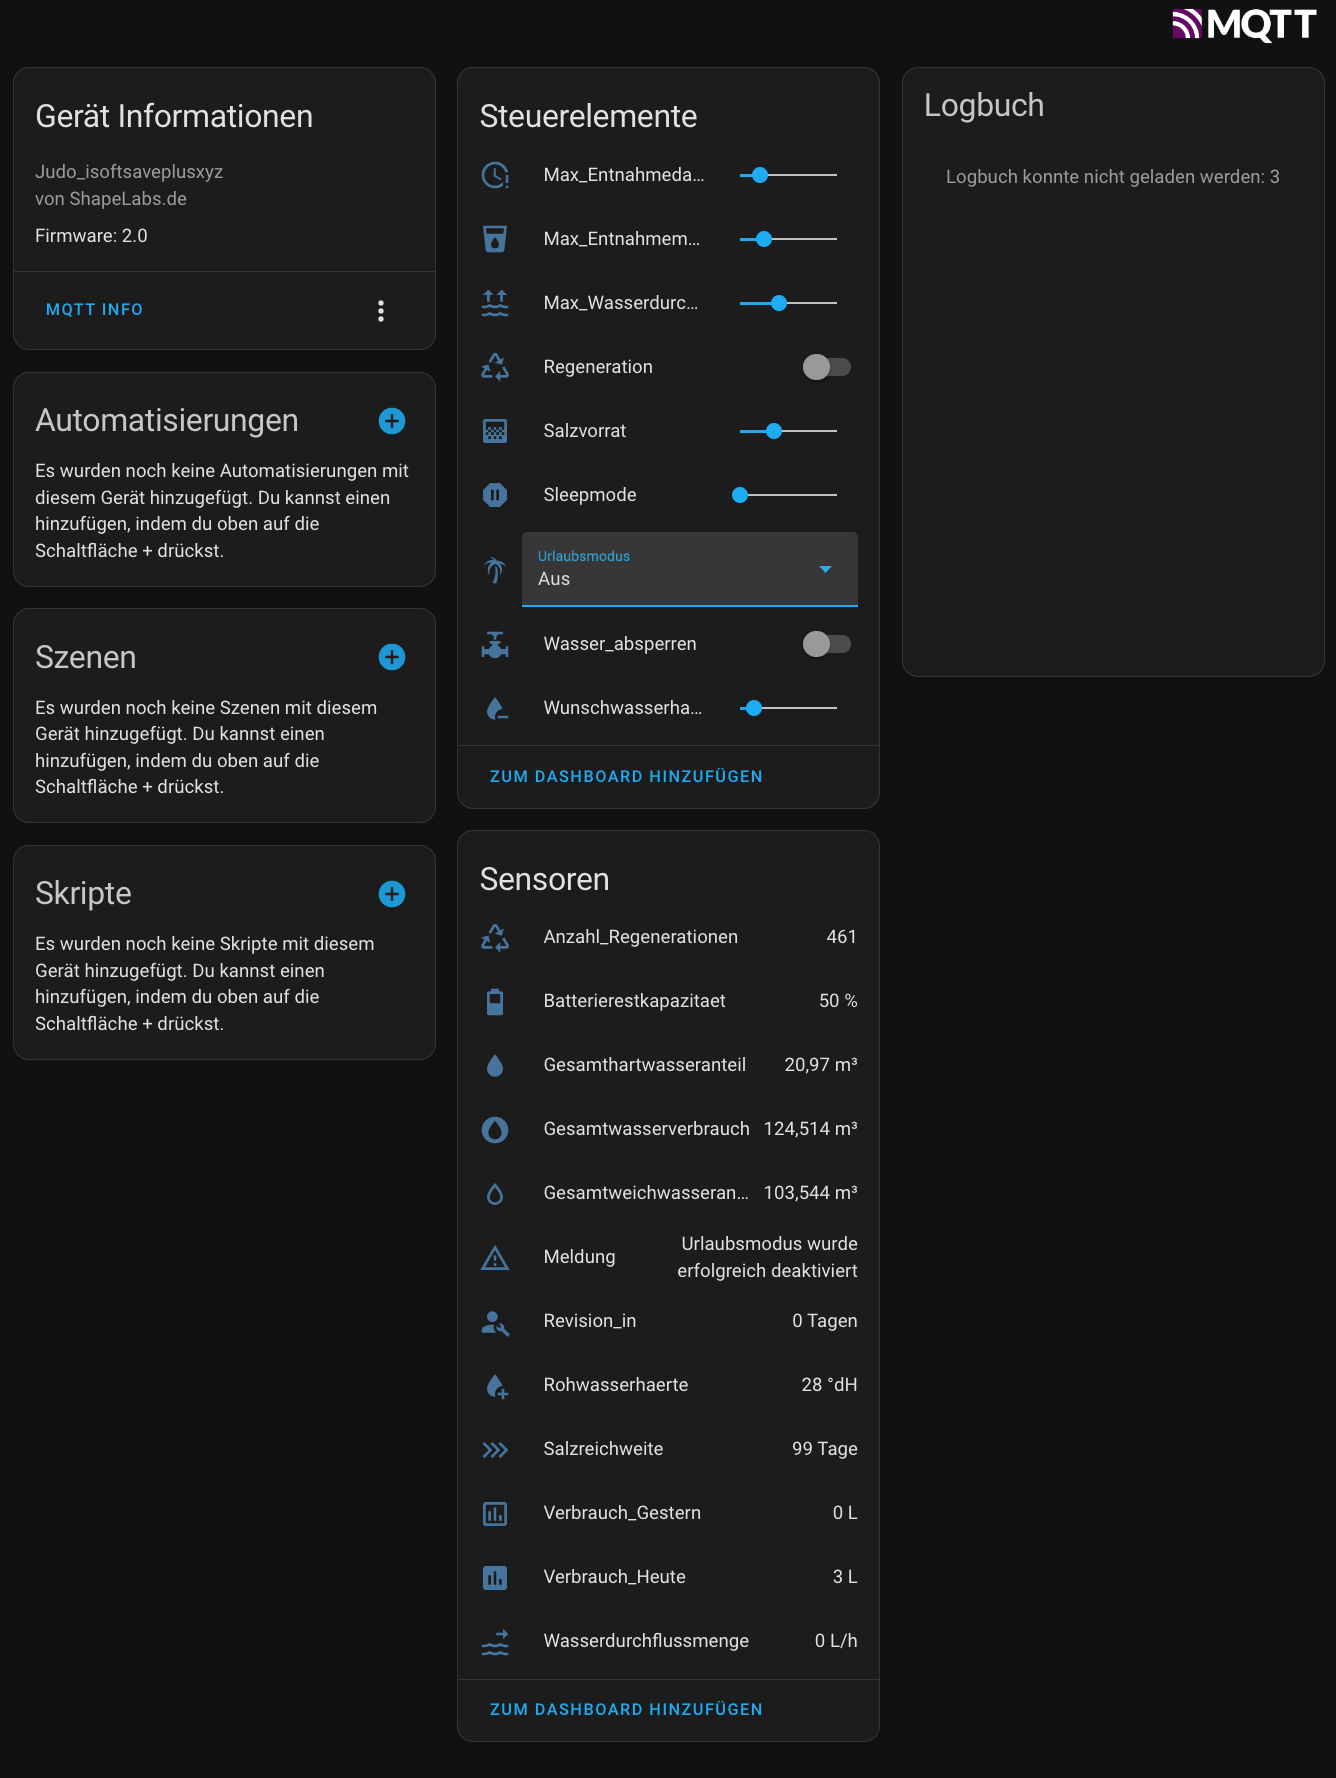 MQTT
Gerät Informationen
Judo_isoftsaveplusxyz
von ShapeLabs.de
Firmware: 2.0
MQTT INFO
Automatisierungen
Es wurden noch keine Automatisierungen mit
diesem Gerät hinzugefügt. Du kannst einen
hinzufügen, indem du oben auf die
Schaltfläche + drückst.
Szenen
Es wurden noch keine Szenen mit diesem
Gerät hinzugefügt. Du kannst einen
hinzufügen, indem du oben auf die
Schaltfläche + drückst.
Skripte
Es wurden noch keine Skripte mit diesem
Gerät hinzugefügt. Du kannst einen
hinzufügen, indem du oben auf die
Schaltfläche + drückst.
Steuerelemente
Max_Entnahmeda...
Max_Entnahmem...
Max_Wasserdurc...
Regeneration
Salzvorrat
Sleepmode
Urlaubsmodus
Aus
Wasser_absperren
Wunschwasserha...
ZUM DASHBOARD HINZUFÜGEN
Sensoren
Anzahl_Regenerationen 461
Batterierestkapazitaet 50 %
Gesamthartwasseranteil 20,97 m³
Gesamtwasserverbrauch 124,514 m³
Gesamtweichwasseran... 103,544 m³
Meldung Urlaubsmodus wurde
erfolgreich deaktiviert
Revision_in 0 Tagen
Rohwasserhaerte 28 °dH
Salzreichweite 99 Tage
Verbrauch_Gestern 0 L
Verbrauch_Heute 3 L
Wasserdurchflussmenge 0 L/h
ZUM DASHBOARD HINZUFÜGEN
Logbuch
Logbuch konnte nicht geladen werden: 3